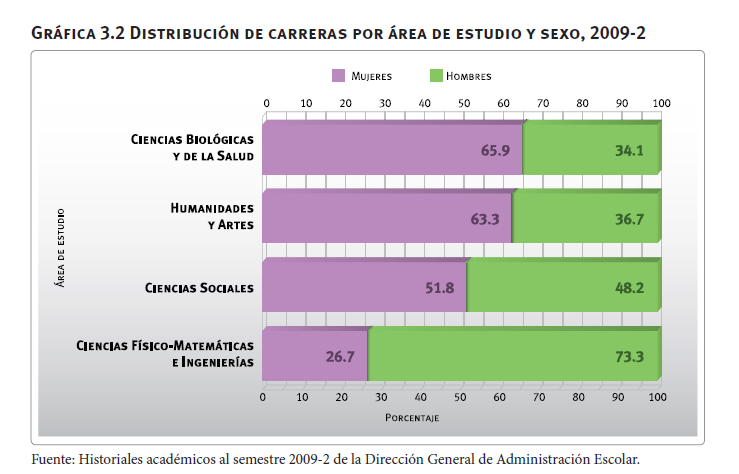 GRÁFICA 3.2 DISTRIBUCIÓN DE CARRERAS POR ÁREA DE ESTUDIO Y SEXO, 2009-2
MUJERES HOMBRES
0 10 20 30 40 50 60 70 80 90 100
CIENCIAS BIOLÓGICAS
Y DE LA SALUD
65.9 34.1
HUMANIDADES
Y ARTES
63.3 36.7
CIENCIAS SOCIALES
51.8 48.2
CIENCIAS FÍSICO-MATEMÁTICAS
E INGENIERÍAS
26.7 73.3
0 10 20 30 40 50 60 70 80 90 100
PORCENTAJE
ÁREA DE ESTUDIO
Fuente: Historiales académicos al semestre 2009-2 de la Dirección General de Administración Escolar.